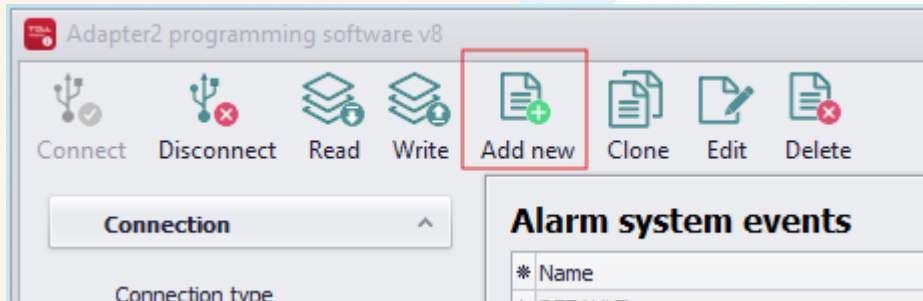 Adapter2 programming software v8
Connect Disconnect Read Write Add new Clone Edit Delete
Connection
Alarm system events
Name
Connection type